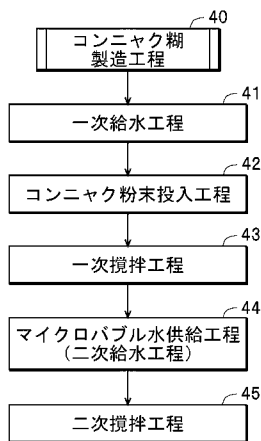 40
コンニャク糊
製造工程
41
一次給水工程
42
コンニャク粉末投入工程
43
一次攪拌工程
44
マイクロバブル水供給工程
(二次給水工程)
45
二次攪拌工程